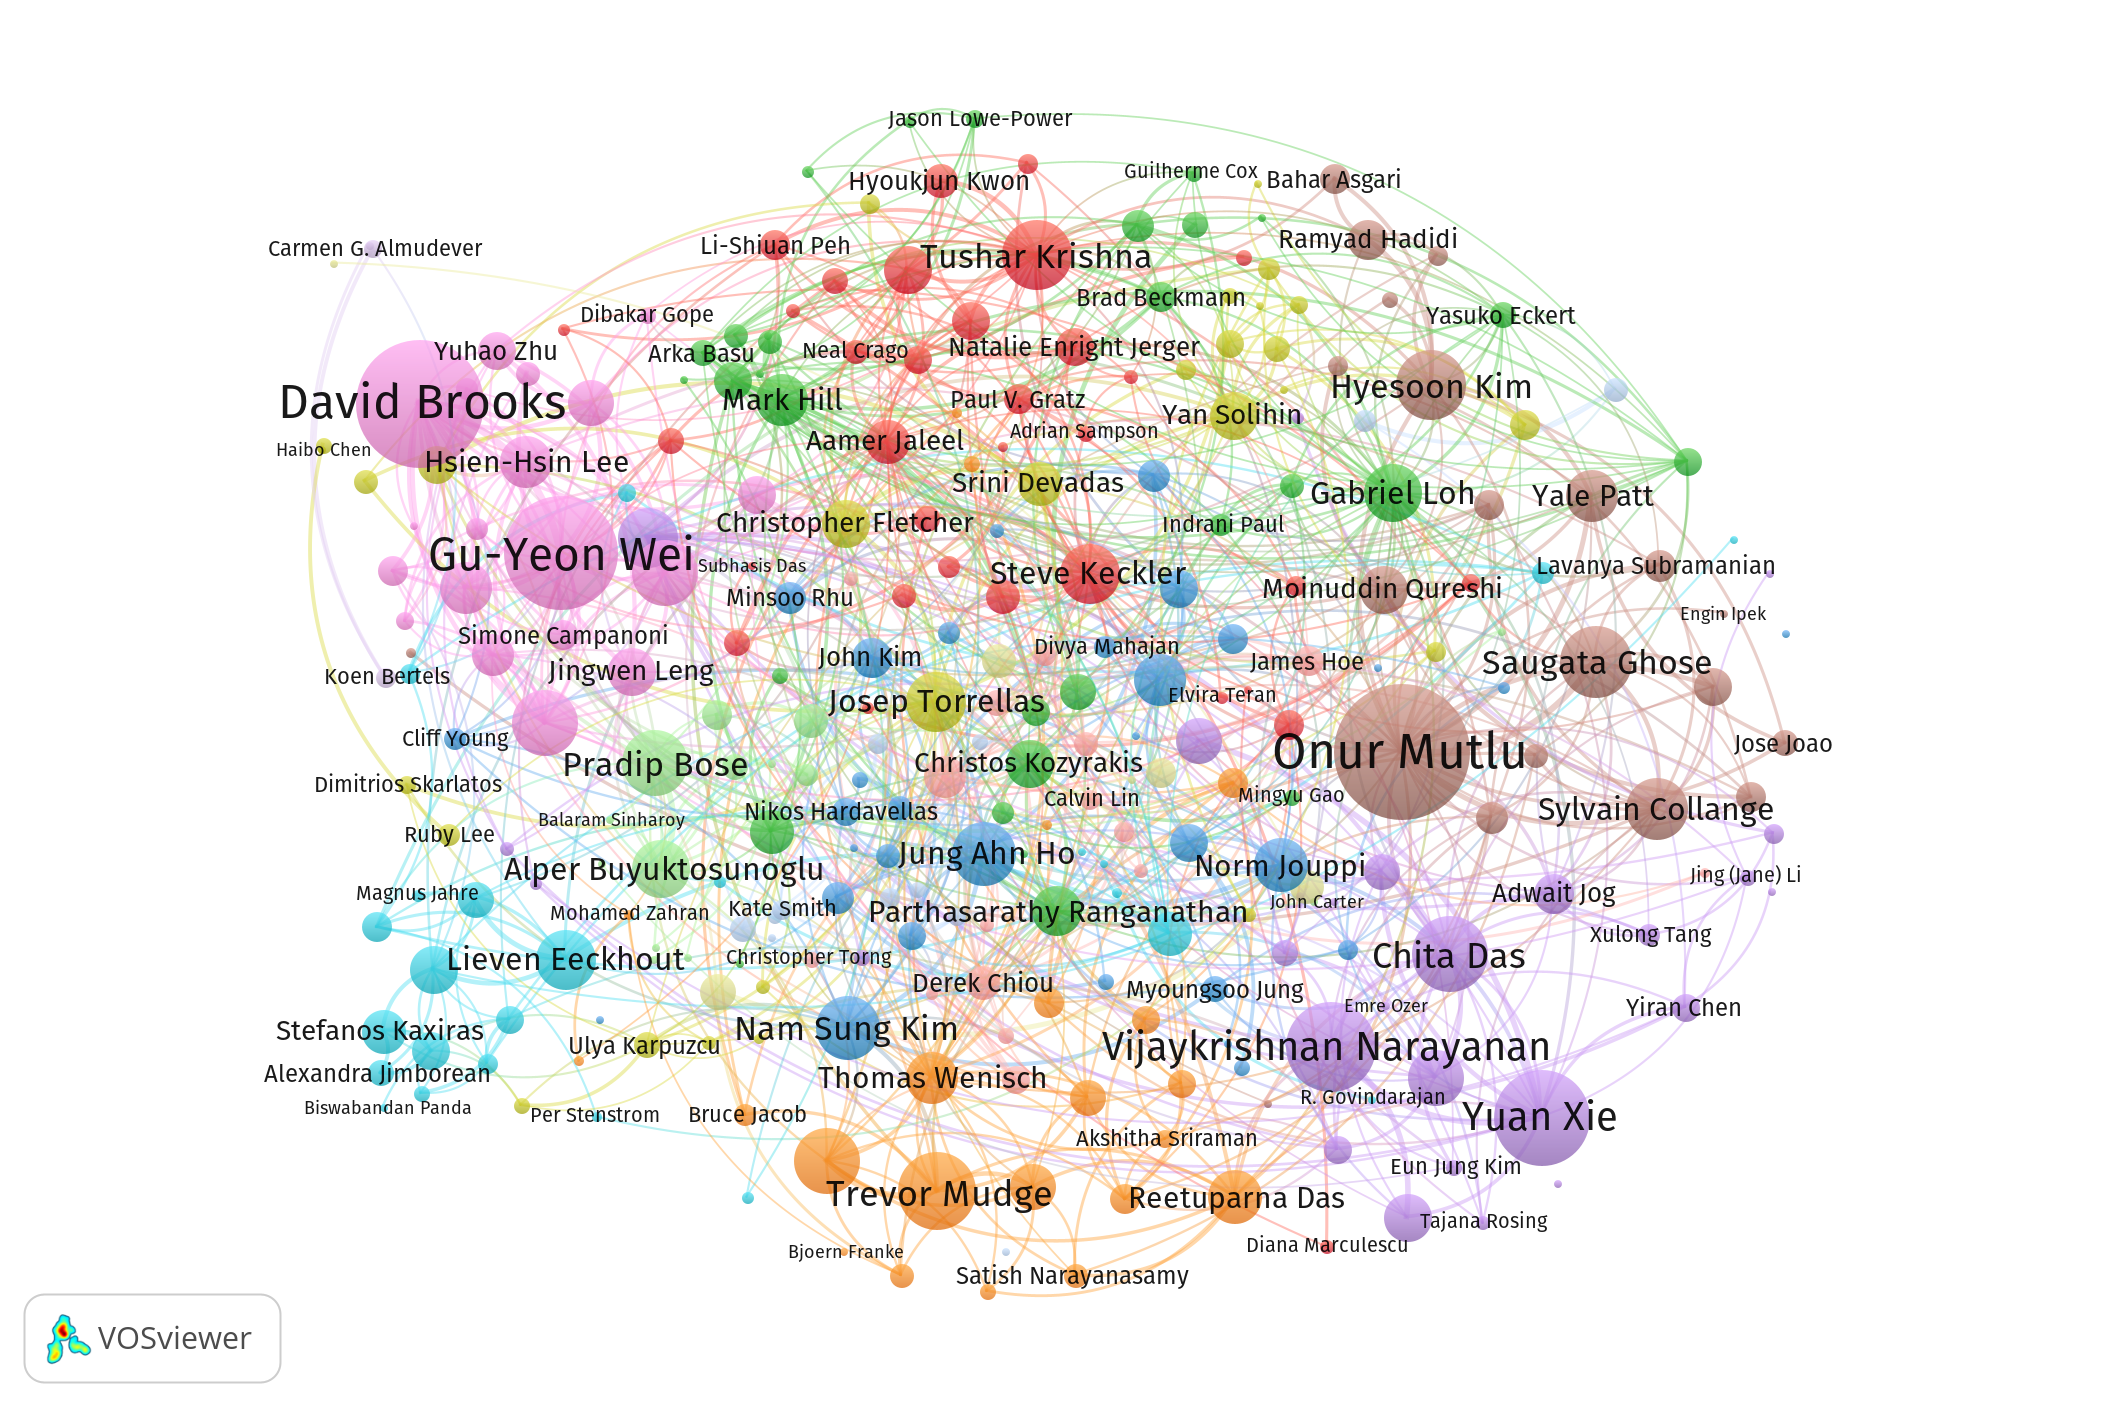 Jason Lowe-Power
Guilherme Cox
Hyoukjun Kwon
Bahar Asgari
Carmen G. Almudever
Li-Shiuan Peh
Tushar Krishna
Ramyad Hadidi
Brad Beckmann
Dibakar Gope
Yasuko Eckert
Yuhao Zhu
Arka Basu
Neal Crago
Natalie Enright Jerger
David Brooks
Mark Hill
Paul V. Gratz
Hyesoon Kim
Yan Solihin
Adrian Sampson
Aamer Jaleel
Haibo Chen
Hsien-Hsin Lee
Srini Devadas
Gabriel Loh
Yale Patt
Christopher Fletcher
Indrani Paul
Gu-Yeon Wei
Subhasis Das
Steve Keckler
Lavanya Subramanian
Minsoo Rhu
Moinuddin Qureshi
Engin Ipek
Simone Campanoni
Divya Mahajan
John Kim
James Hoe
Saugata Ghose
Koen Bertels
Jingwen Leng
Elvira Teran
Josep Torrellas
Cliff Young
Onur Mutlu
Jose Joao
Pradip Bose
Christos Kozyrakis
Dimitrios Skarlatos
Calvin Lin
Mingyu Gao
Nikos Hardavellas
Sylvain Collange
Balaram Sinharoy
Ruby Lee
Jung Ahn Ho
Norm Jouppi
Alper Buyuktosunoglu
Jing (Jane) Li
Magnus Jahre
Adwait Jog
John Carter
Mohamed Zahran
Kate Smith
Parthasarathy Ranganathan
Xulong Tang
Lieven Eeckhout
Christopher Torng
Chita Das
Derek Chiou
Myoungsoo Jung
Emre Ozer
Yiran Chen
Stefanos Kaxiras
Nam Sung Kim
Ulya Karpuzcu
Vijaykrishnan Narayanan
Alexandra Jimborean
Thomas Wenisch
R. Govindarajan
Biswabandan Panda
Per Stenstrom
Bruce Jacob
Yuan Xie
Akshitha Sriraman
Eun Jung Kim
Trevor Mudge
Reetuparna Das
Tajana Rosing
Diana Marculescu
Bjoern Franke
Satish Narayanasamy
VOSviewer